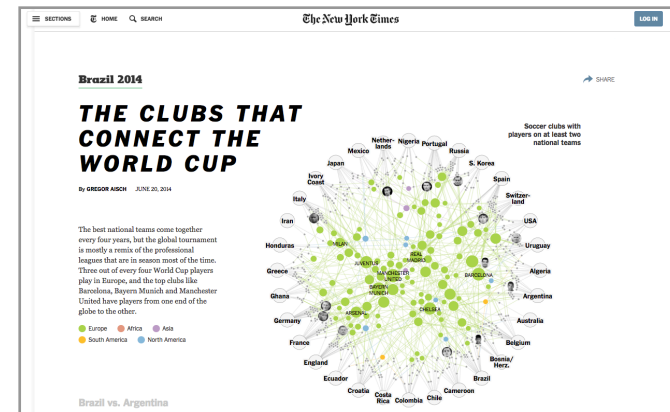 SECTIONS HOME SEARCH The New York Times LOG IN
Brazil 2014
SHARE
THE CLUBS THAT
CONNECT THE
WORLD CUP
By GREGOR AISCH JUNE 20, 2014
The best national teams come together
every four years, but the global tournament
is mostly a remix of the professional
leagues that are in season most of the time.
Three out of every four World Cup players
play in Europe, and the top clubs like
Barcelona, Bayern Munich and Manchester
United have players from one end of the
globe to the other.
Europe Africa Asia
South America North America
Soccer clubs with
players on at least two
national teams
Nether-
lands
Nigeria
Portugal
Russia
S. Korea
Spain
Switzer-
land
USA
Uruguay
Algeria
Argentina
Australia
Belgium
Bosnia/
Herz.
Brazil
Cameroon
Chile
Colombia
Costa
Rica
Croatia
Ecuador
England
France
Germany
Ghana
Greece
Honduras
Iran
Italy
Ivory
Coast
Japan
Mexico
MILAN
JUVENTUS
REAL
MADRID
MANCHESTER
UNITED
BARCELONA
BAYERN
MUNICH
ARSENAL
CHELSEA
Brazil vs. Argentina